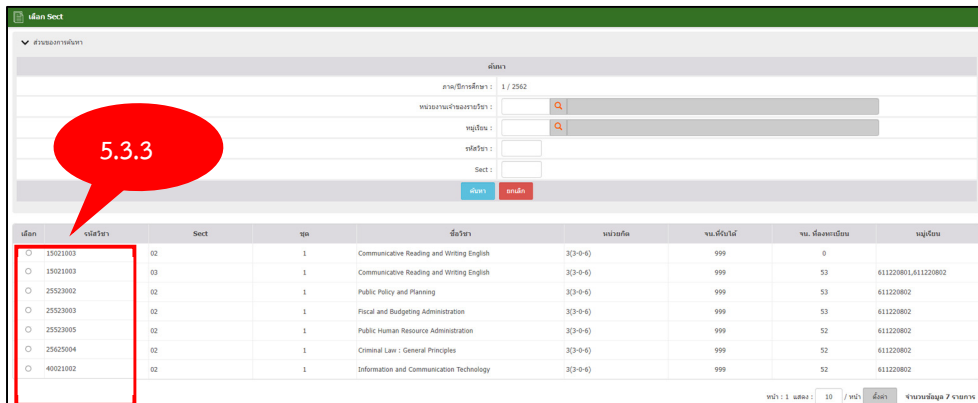 เลือก Sect
ส่วนของการค้นหา
ค้นหา
ภาค/ปีการศึกษา : 1 / 2562
หน่วยงานเจ้าของรายวิชา :
หมู่เรียน :
รหัสวิชา :
Sect :
ค้นหา ยกเลิก
5.3.3
เลือก รหัสวิชา Sect ชุด ชื่อวิชา หน่วยกิต จน.ที่รับได้ จน. ที่ลงทะเบียน หมู่เรียน
15021003 02 1 Communicative Reading and Writing English 3(3-0-6) 999 0
15021003 03 1 Communicative Reading and Writing English 3(3-0-6) 999 53 611220801,611220802
25523002 02 1 Public Policy and Planning 3(3-0-6) 999 53 611220802
25523003 02 1 Fiscal and Budgeting Administration 3(3-0-6) 999 53 611220802
25523005 02 1 Public Human Resource Administration 3(3-0-6) 999 52 611220802
25625004 02 1 Criminal Law : General Principles 3(3-0-6) 999 52 611220802
40021002 02 1 Information and Communication Technology 3(3-0-6) 999 52 611220802
หน้า : 1 แสดง : 10 / หน้า ตั้งค่า จำนวนข้อมูล 7 รายการ